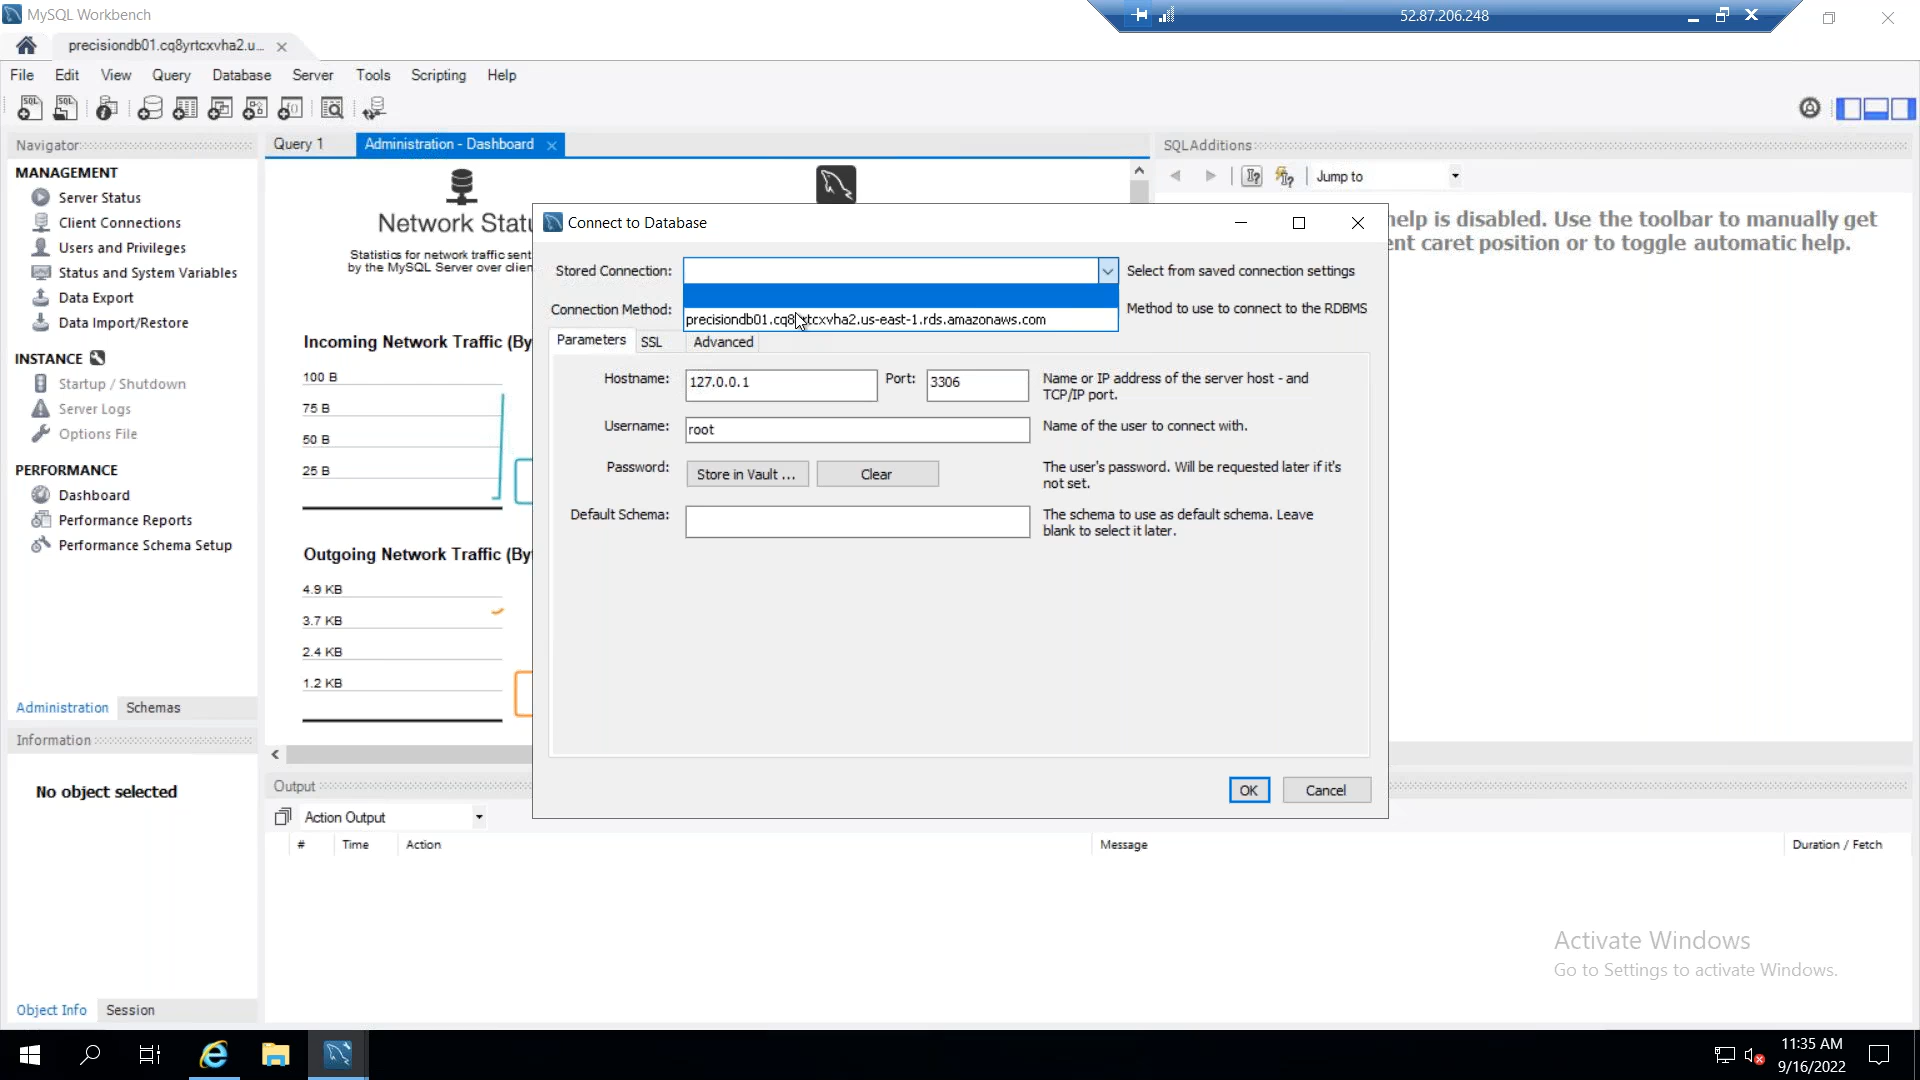 MySQL Workbench
52.87.206.248
precisiondb01.cq8yrtcxvha2.u...
File Edit View Query Database Server Tools Scripting Help
Navigator
Query 1
Administration - Dashboard
SQLAdditions
MANAGEMENT
Server Status
Client Connections
Users and Privileges
Status and System Variables
Data Export
Data Import/Restore
INSTANCE
Startup / Shutdown
Server Logs
Options File
PERFORMANCE
Dashboard
Performance Reports
Performance Schema Setup
Administration Schemas
Information
No object selected
Object Info Session
Network Statu
Statistics for network traffic sent
by the MySQL Server over clien
Incoming Network Traffic (By
100 B
75 B
50 B
25 B
Outgoing Network Traffic (By
4.9 KB
3.7 KB
2.4 KB
1.2 KB
Jump to
help is disabled. Use the toolbar to manually get
ent caret position or to toggle automatic help.
Connect to Database
Stored Connection:
Select from saved connection settings
Connection Method:
precisiondb01.cq8yrtcxvha2.us-east-1.rds.amazonaws.com
Method to use to connect to the RDBMS
Parameters SSL Advanced
Hostname: 127.0.0.1 Port: 3306
Name or IP address of the server host - and
TCP/IP port.
Username: root
Name of the user to connect with.
Password: Store in Vault ... Clear
The user's password. Will be requested later if it's
not set.
Default Schema:
The schema to use as default schema. Leave
blank to select it later.
OK Cancel
Output
Action Output
# Time Action Message Duration / Fetch
Activate Windows
Go to Settings to activate Windows.
11:35 AM
9/16/2022